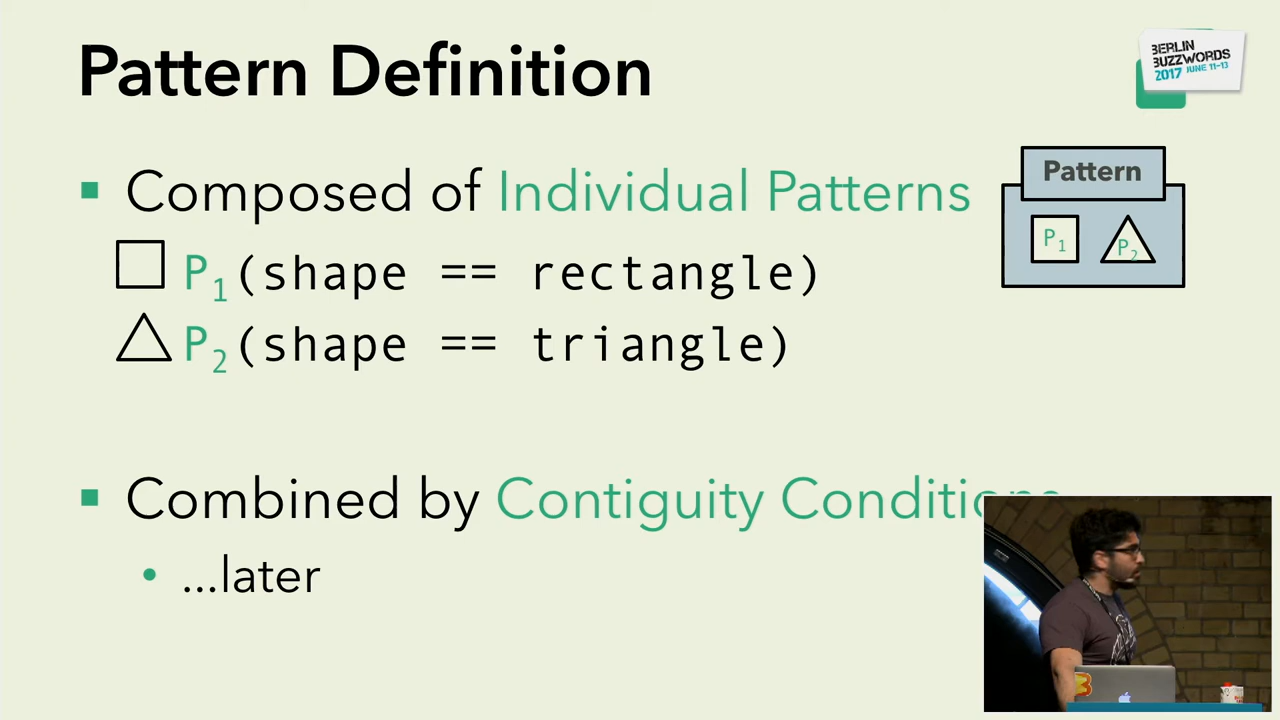 Pattern Definition
BERLIN
BUZZWORDS
2017 JUNE 11-13
Composed of Individual Patterns
P1(shape == rectangle)
P2(shape == triangle)
Pattern
P1
P2
Combined by Contiguity Conditions
...later